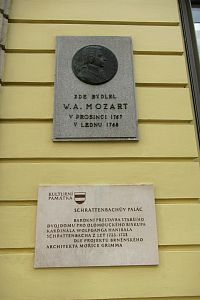 ZDE BYDLEL
W. A. MOZART
V PROSINCI 1767
V LEDNU 1768
KULTURNÍ
PAMÁTKA
SCHRATTENBACHŮV PALÁC
BAROKNÍ PŘESTAVBA STARŠÍHO
DVOJDOMU PRO OLOMOUCKÉHO BISKUPA
KARDINÁLA WOLFGANGA HANIBALA
SCHRATTENBACHA Z LET 1725-1728
DLE PROJEKTU BRNĚNSKÉHO
ARCHITEKTA MOŘICE GRIMMA